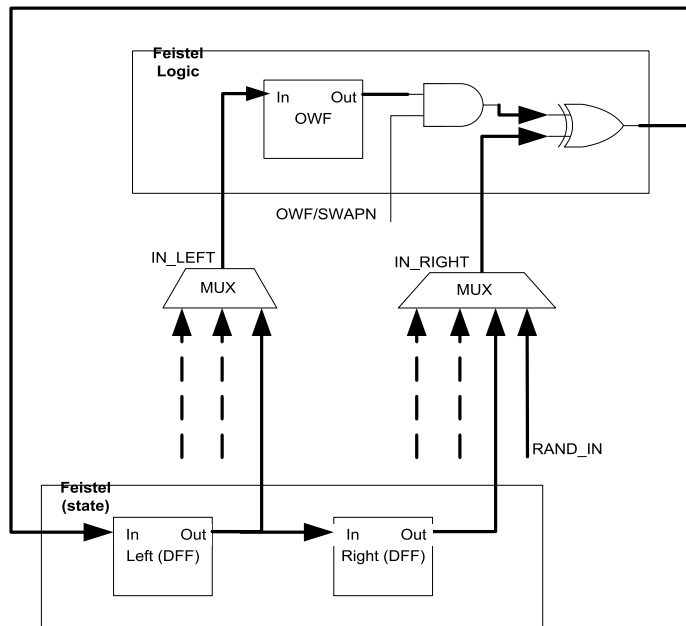 Feistel
Logic
In Out
OWF
OWF/SWAPN
IN_LEFT
IN_RIGHT
MUX
MUX
RAND_IN
Feistel
(state)
In Out
Left (DFF)
In Out
Right (DFF)